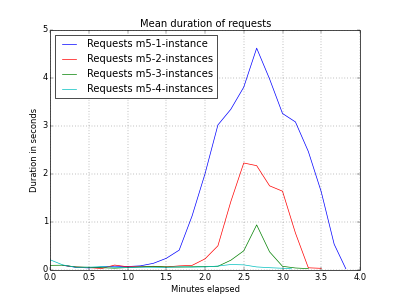 Mean duration of requests
5
4
3
2
1
0
Duration in seconds
Requests m5-1-instance
Requests m5-2-instances
Requests m5-3-instances
Requests m5-4-instances
0.0 0.5 1.0 1.5 2.0 2.5 3.0 3.5 4.0
Minutes elapsed